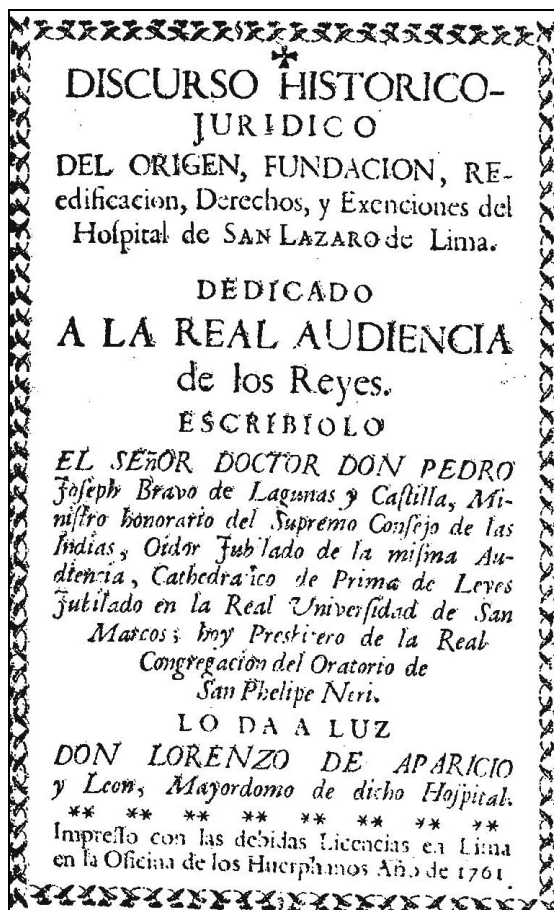 DISCURSO HISTORICO-
JURIDICO
DEL ORIGEN, FUNDACION, RE-
edificacion, Derechos, y Exenciones del
Hoſpital de SAN LAZARO de Lima.
DEDICADO
A LA REAL AUDIENCIA
de los Reyes.
ESCRIBIOLO
EL SEñOR DOCTOR DON PEDRO
Joſeph Bravo de Lagunas y Caſtilla, Mi-
niſtro honorario del Supremo Conſejo de las
Indias, Oidor Jubilado de la miſma Au-
diencia, Cathedratico de Prima de Leyes
Jubilado en la Real Univerſidad de San
Marcos; hoy Presbitero de la Real
Congregación del Oratorio de
San Phelipe Neri.
LO DA A LUZ
DON LORENZO DE APARICIO
y Leon, Mayordomo de dicho Hoſpital.
** ** ** ** ** ** ** **
Impreſſo con las debidas Licencias en Lima
en la Oficina de los Huerphanos Año de 1761